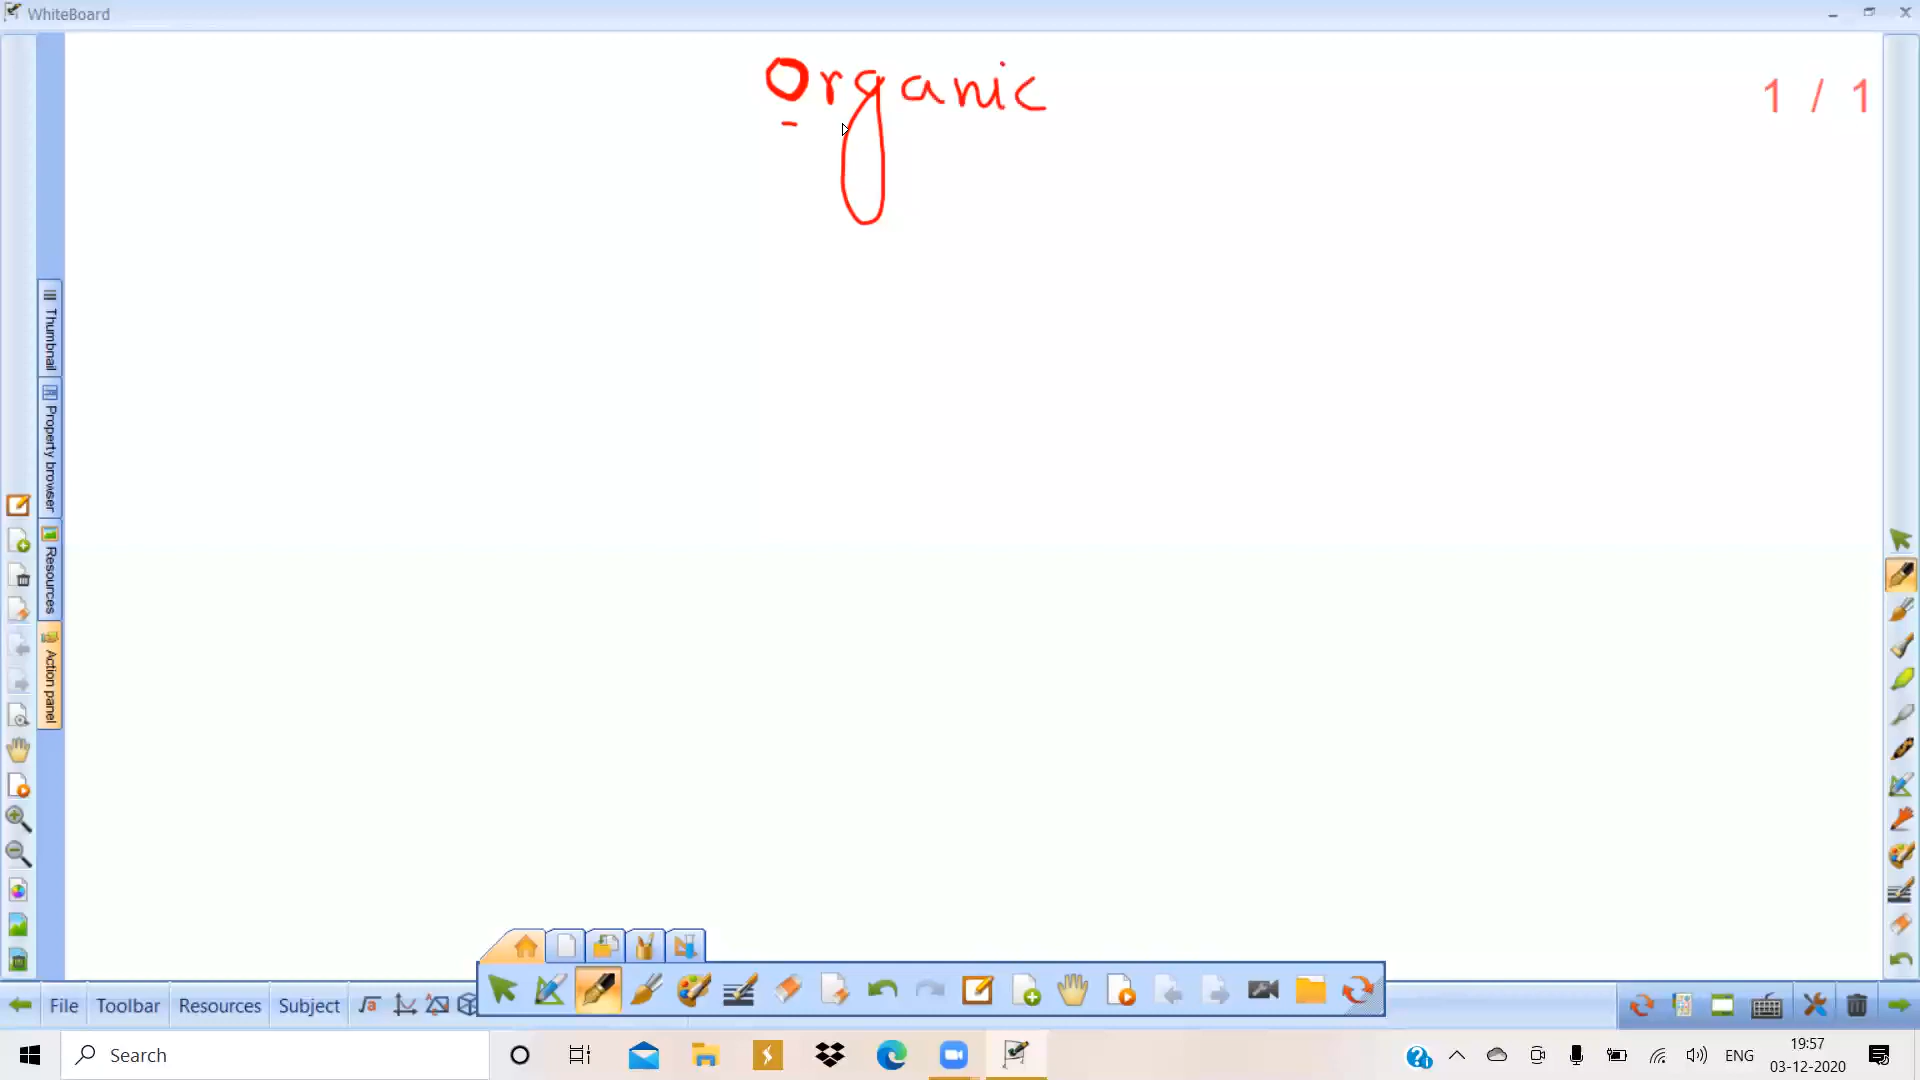 WhiteBoard
Organic
1 / 1
Thumbnail
Property browser
Resources
Action panel
File Toolbar Resources Subject
Search
ENG
19:57
03-12-2020